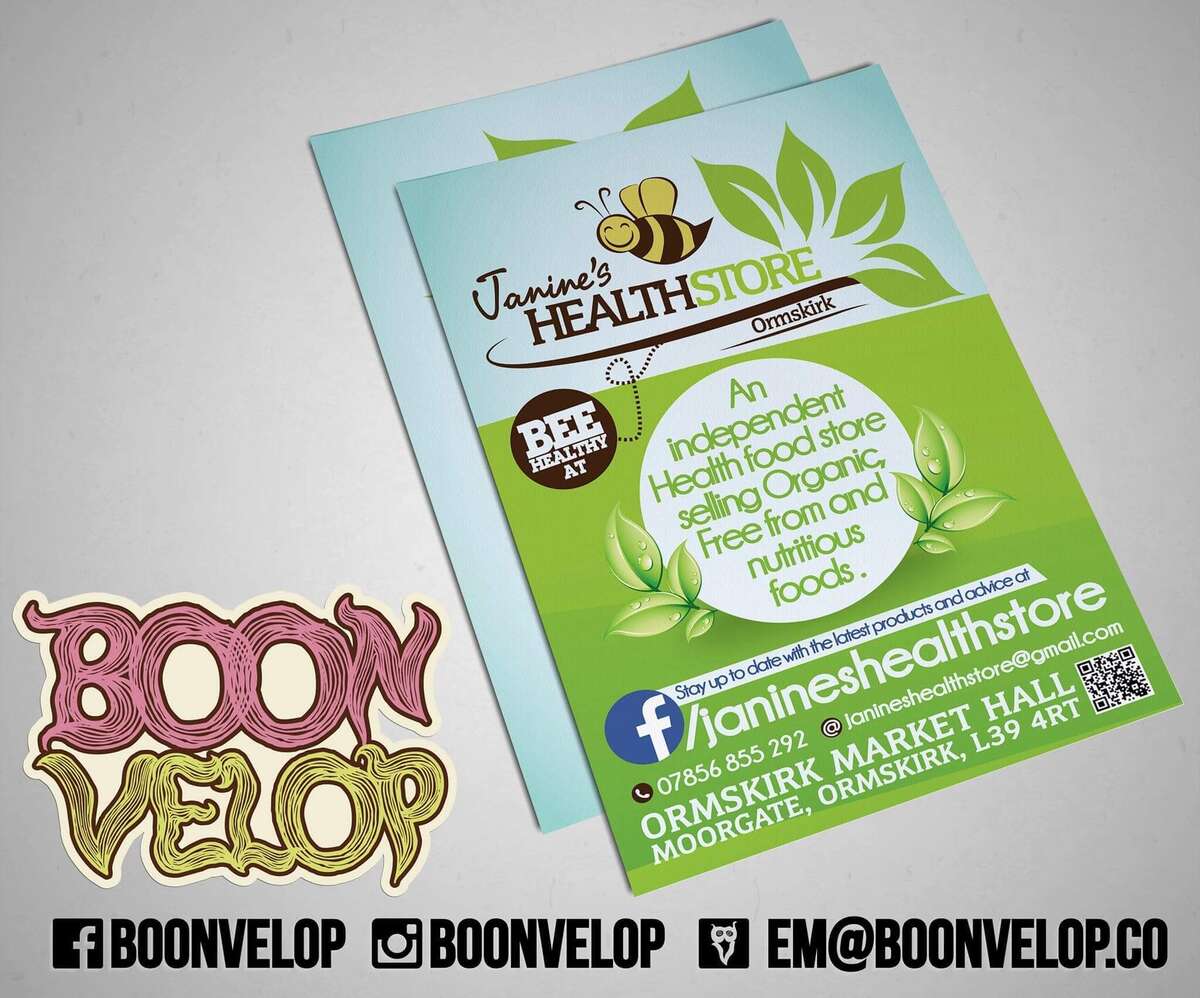 Janine's
HEALTHSTORE
Ormskirk
BEE
HEALTHY
AT
An
independent
Health food store
selling Organic,
Free from and
nutritious
foods .
Stay up to date with the latest products and advice at
f/janineshealthstore
@ janineshealthstore@gmail.com
07856 855 292
ORMSKIRK MARKET HALL
MOORGATE, ORMSKIRK, L39 4RT
BOON
VELOP
f BOONVELOP BOONVELOP EM@BOONVELOP.CO